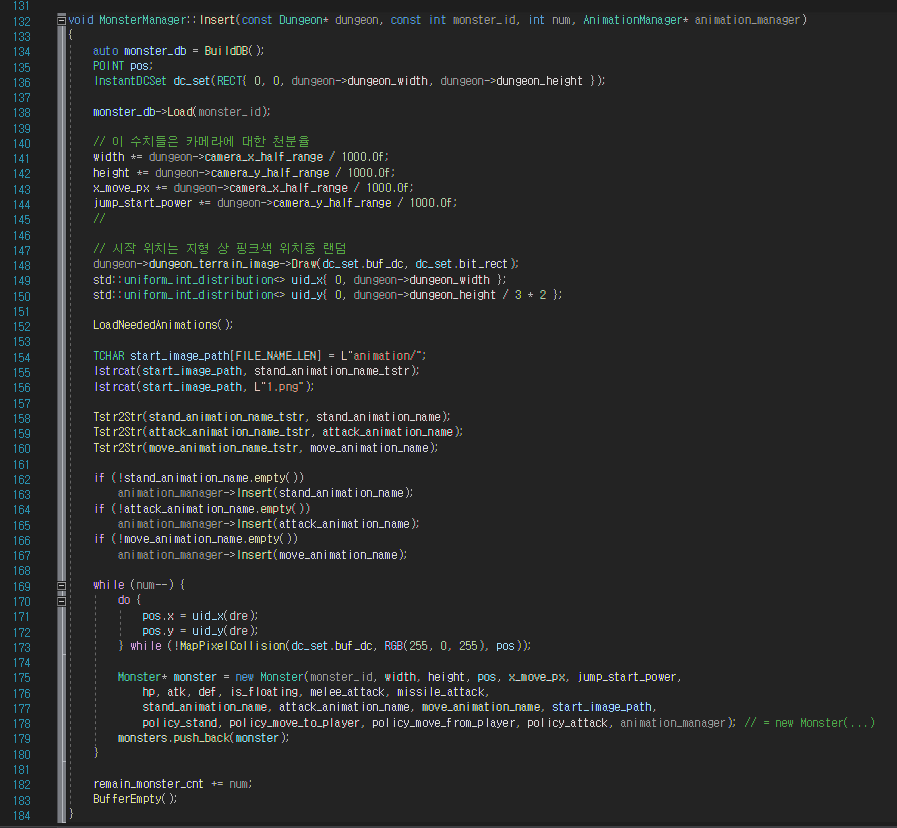 131
132 void MonsterManager::Insert(const Dungeon* dungeon, const int monster_id, int num, AnimationManager* animation_manager)
133 {
134 auto monster_db = BuildDB();
135 POINT pos;
136 InstantDCSet dc_set(RECT{ 0, 0, dungeon->dungeon_width, dungeon->dungeon_height });
137
138 monster_db->Load(monster_id);
139
140 // 이 수치들은 카메라에 대한 천분율
141 width *= dungeon->camera_x_half_range / 1000.0f;
142 height *= dungeon->camera_y_half_range / 1000.0f;
143 x_move_px *= dungeon->camera_x_half_range / 1000.0f;
144 jump_start_power *= dungeon->camera_y_half_range / 1000.0f;
145 //
146
147 // 시작 위치는 지형 상 핑크색 위치중 랜덤
148 dungeon->dungeon_terrain_image->Draw(dc_set.buf_dc, dc_set.bit_rect);
149 std::uniform_int_distribution<> uid_x{ 0, dungeon->dungeon_width };
150 std::uniform_int_distribution<> uid_y{ 0, dungeon->dungeon_height / 3 * 2 };
151
152 LoadNeededAnimations();
153
154 TCHAR start_image_path[FILE_NAME_LEN] = L"animation/";
155 lstrcat(start_image_path, stand_animation_name_tstr);
156 lstrcat(start_image_path, L"1.png");
157
158 Tstr2Str(stand_animation_name_tstr, stand_animation_name);
159 Tstr2Str(attack_animation_name_tstr, attack_animation_name);
160 Tstr2Str(move_animation_name_tstr, move_animation_name);
161
162 if (!stand_animation_name.empty())
163 animation_manager->Insert(stand_animation_name);
164 if (!attack_animation_name.empty())
165 animation_manager->Insert(attack_animation_name);
166 if (!move_animation_name.empty())
167 animation_manager->Insert(move_animation_name);
168
169 while (num--) {
170 do {
171 pos.x = uid_x(dre);
172 pos.y = uid_y(dre);
173 } while (!MapPixelCollision(dc_set.buf_dc, RGB(255, 0, 255), pos));
174
175 Monster* monster = new Monster(monster_id, width, height, pos, x_move_px, jump_start_power,
176 hp, atk, def, is_floating, melee_attack, missile_attack,
177 stand_animation_name, attack_animation_name, move_animation_name, start_image_path,
178 policy_stand, policy_move_to_player, policy_move_from_player, policy_attack, animation_manager); // = new Monster(...)
179 monsters.push_back(monster);
180 }
181
182 remain_monster_cnt += num;
183 BufferEmpty();
184 }